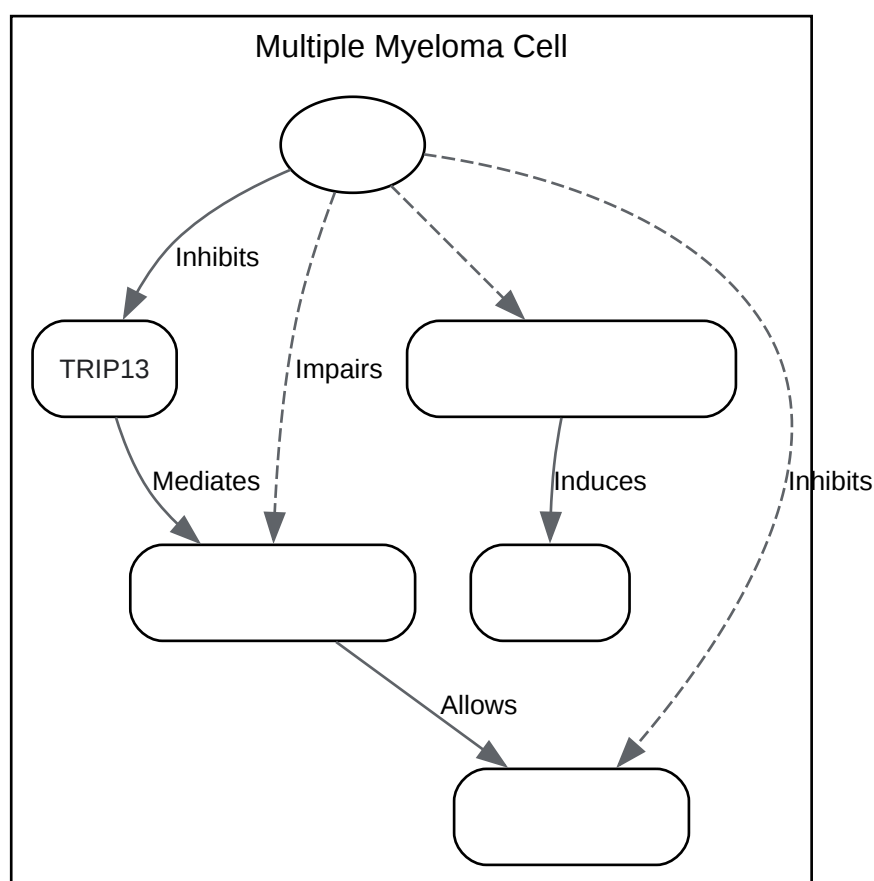 Multiple Myeloma Cell
Inhibits
TRIP13
Impairs
Mediates
Induces
Inhibits
Allows